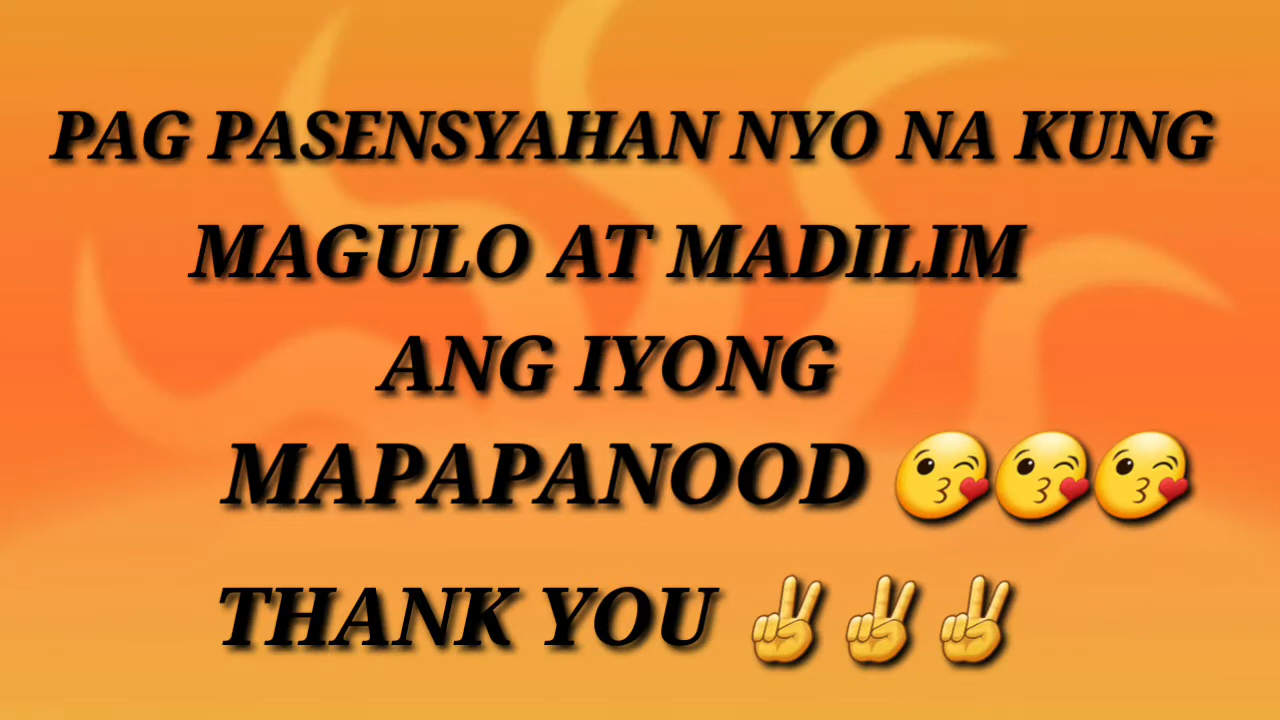 PAG PASENSYAHAN NYO NA KUNG
MAGULO AT MADILIM
ANG IYONG
MAPAPANOOD 😘😘😘
THANK YOU ✌✌✌